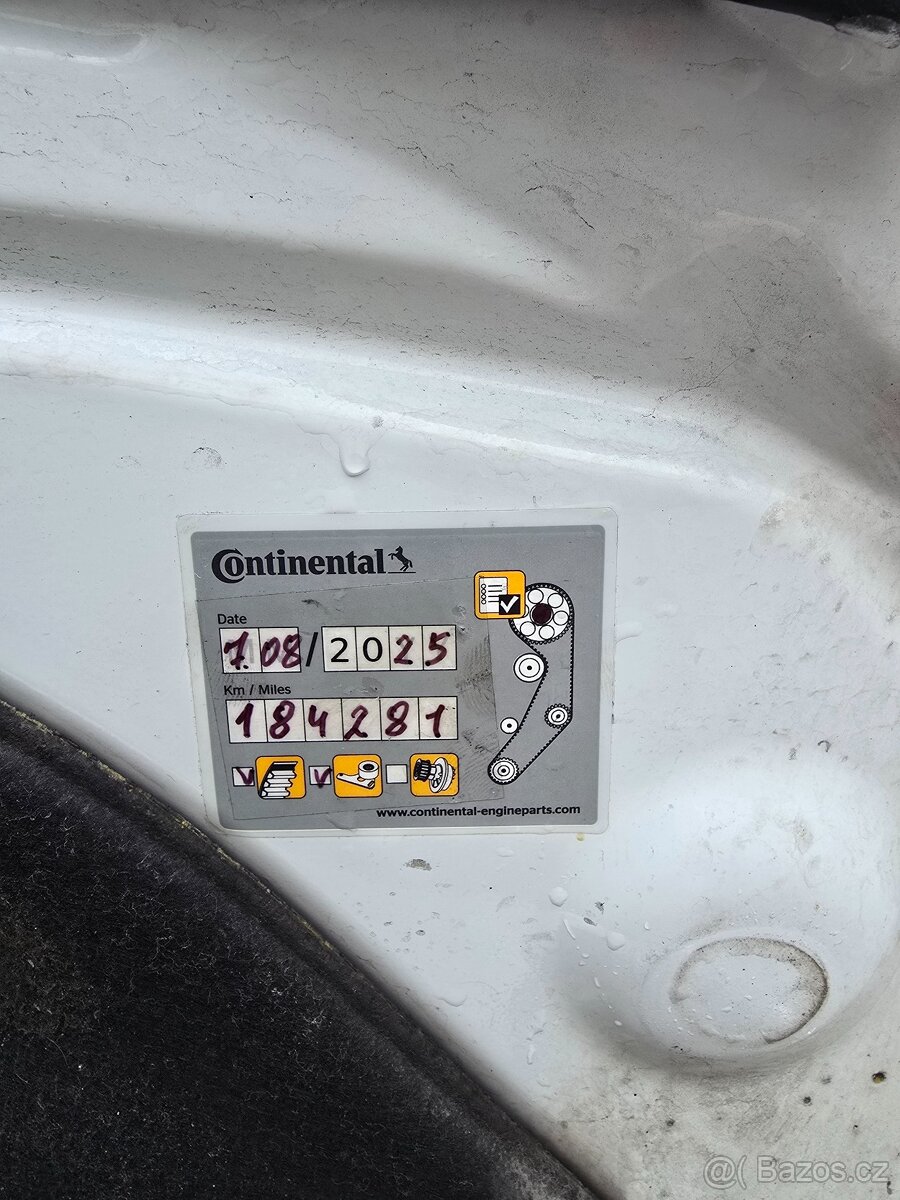 Continental
Date
7.08/2025
Km / Miles
184281
www.continental-engineparts.com
@( Bazos.cz